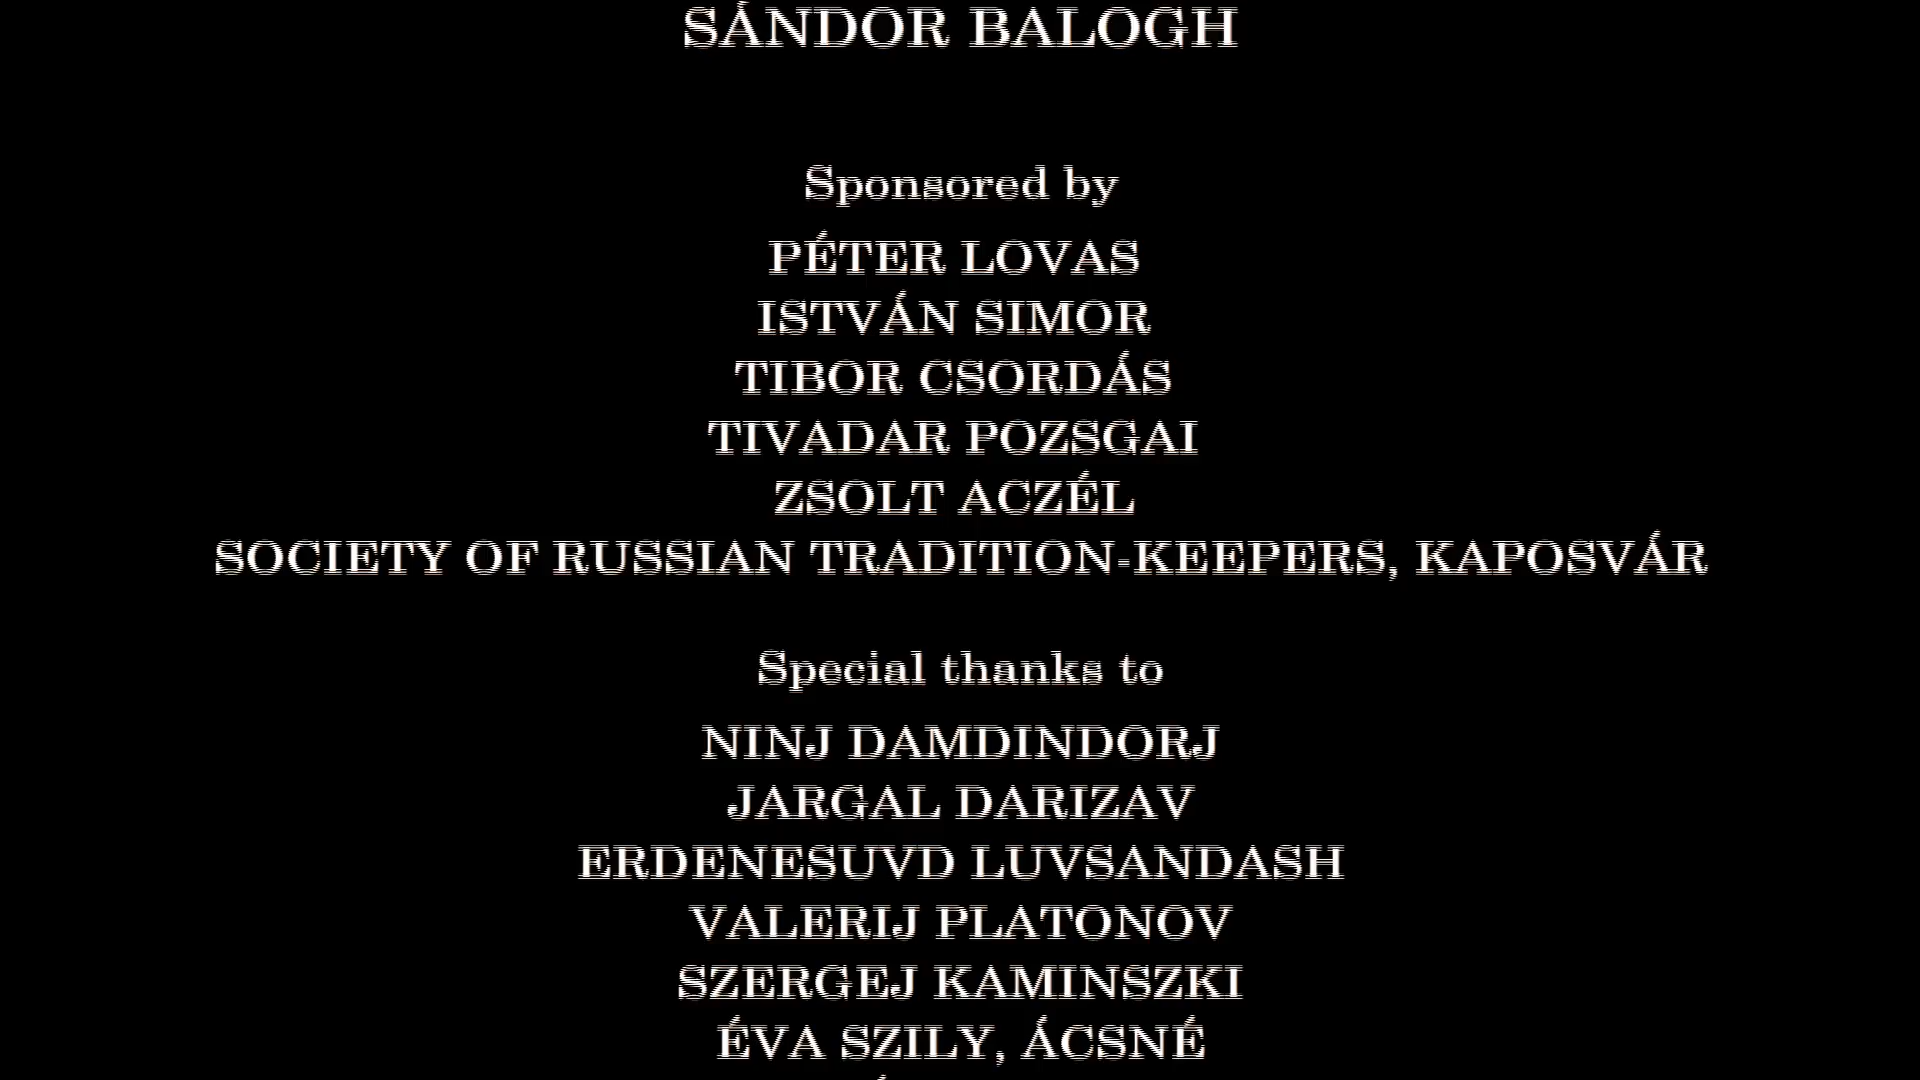 SÁNDOR BALOGH
Sponsored by
PÉTER LOVAS
ISTVÁN SIMOR
TIBOR CSORDÁS
TIVADAR POZSGAI
ZSOLT ACZÉL
SOCIETY OF RUSSIAN TRADITION-KEEPERS, KAPOSVÁR
Special thanks to
NINJ DAMDINDORJ
JARGAL DARIZAV
ERDENESUVD LUVSANDASH
VALERIJ PLATONOV
SZERGEJ KAMINSZKI
ÉVA SZILY, ÁCSNÉ